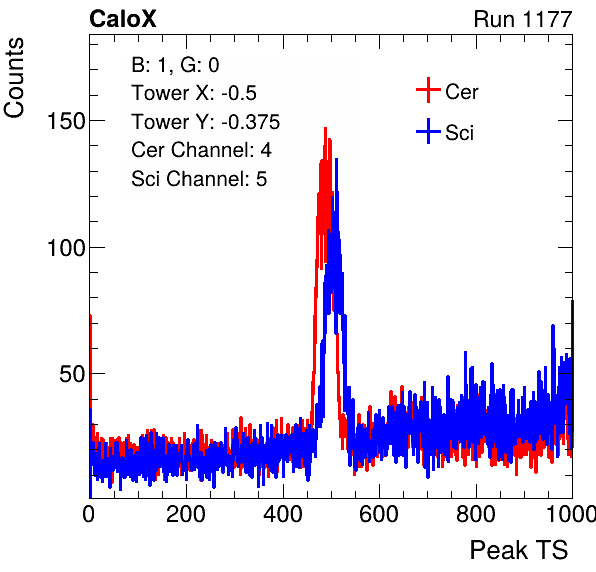 CaloX
Run 1177
Counts
B: 1, G: 0
Tower X: -0.5
Tower Y: -0.375
Cer Channel: 4
Sci Channel: 5
Cer
Sci
150
100
50
0
200
400
600
800
1000
Peak TS